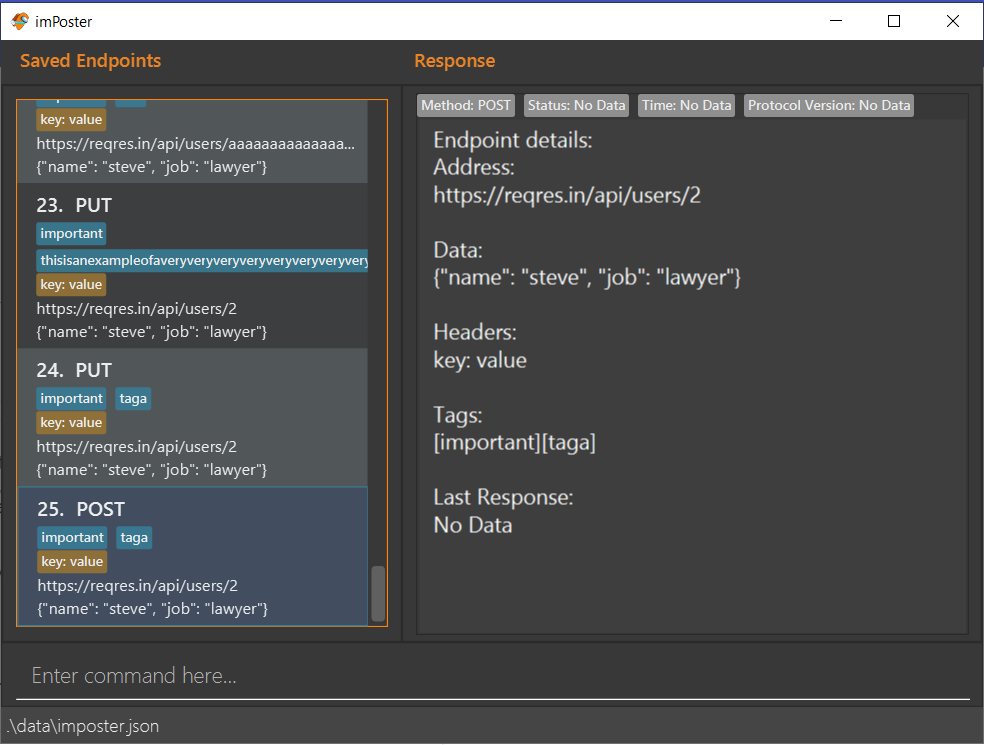 imPoster
Saved Endpoints
key: value
https://reqres.in/api/users/aaaaaaaaaaaaaa...
{"name": "steve", "job": "lawyer"}
23. PUT
important
thisisanexampleofaveryveryveryveryveryveryvery
key: value
https://reqres.in/api/users/2
{"name": "steve", "job": "lawyer"}
24. PUT
important taga
key: value
https://reqres.in/api/users/2
{"name": "steve", "job": "lawyer"}
25. POST
important taga
key: value
https://reqres.in/api/users/2
{"name": "steve", "job": "lawyer"}
Response
Method: POST Status: No Data Time: No Data Protocol Version: No Data
Endpoint details:
Address:
https://reqres.in/api/users/2
Data:
{"name": "steve", "job": "lawyer"}
Headers:
key: value
Tags:
[important][taga]
Last Response:
No Data
Enter command here...
.\data\imposter.json